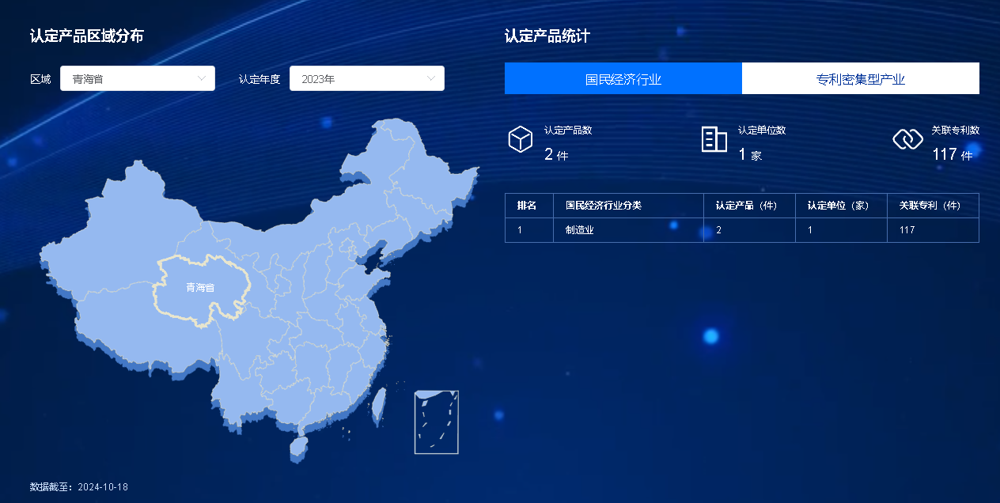 认定产品区域分布
区域 青海省 认定年度 2023年
青海省
数据截至：2024-10-18
认定产品统计
国民经济行业 专利密集型产业
认定产品数 认定单位数 关联专利数
2 件 1 家 117 件
排名 国民经济行业分类 认定产品（件） 认定单位（家） 关联专利（件）
1 制造业 2 1 117